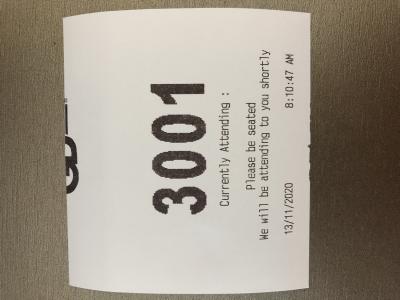 3001
Currently Attending :
Please be seated
We will be attending to you shortly
13/11/2020 8:10:47 AM